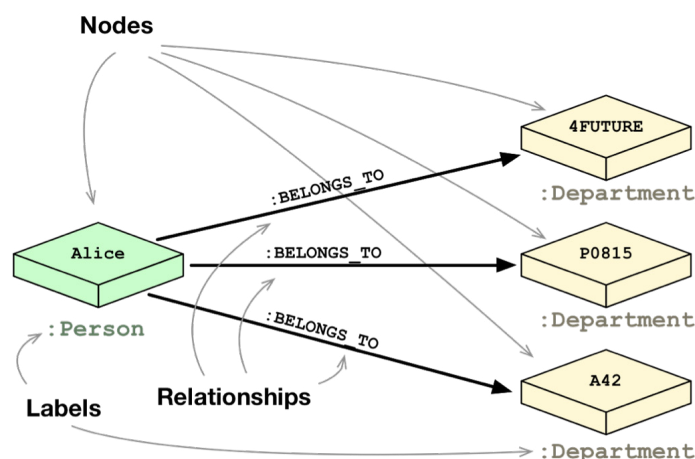 Nodes
4FUTURE
:BELONGS_TO
:Department
Alice
:BELONGS_TO
P0815
:Person
:BELONGS_TO
:Department
A42
Labels
Relationships
:Department